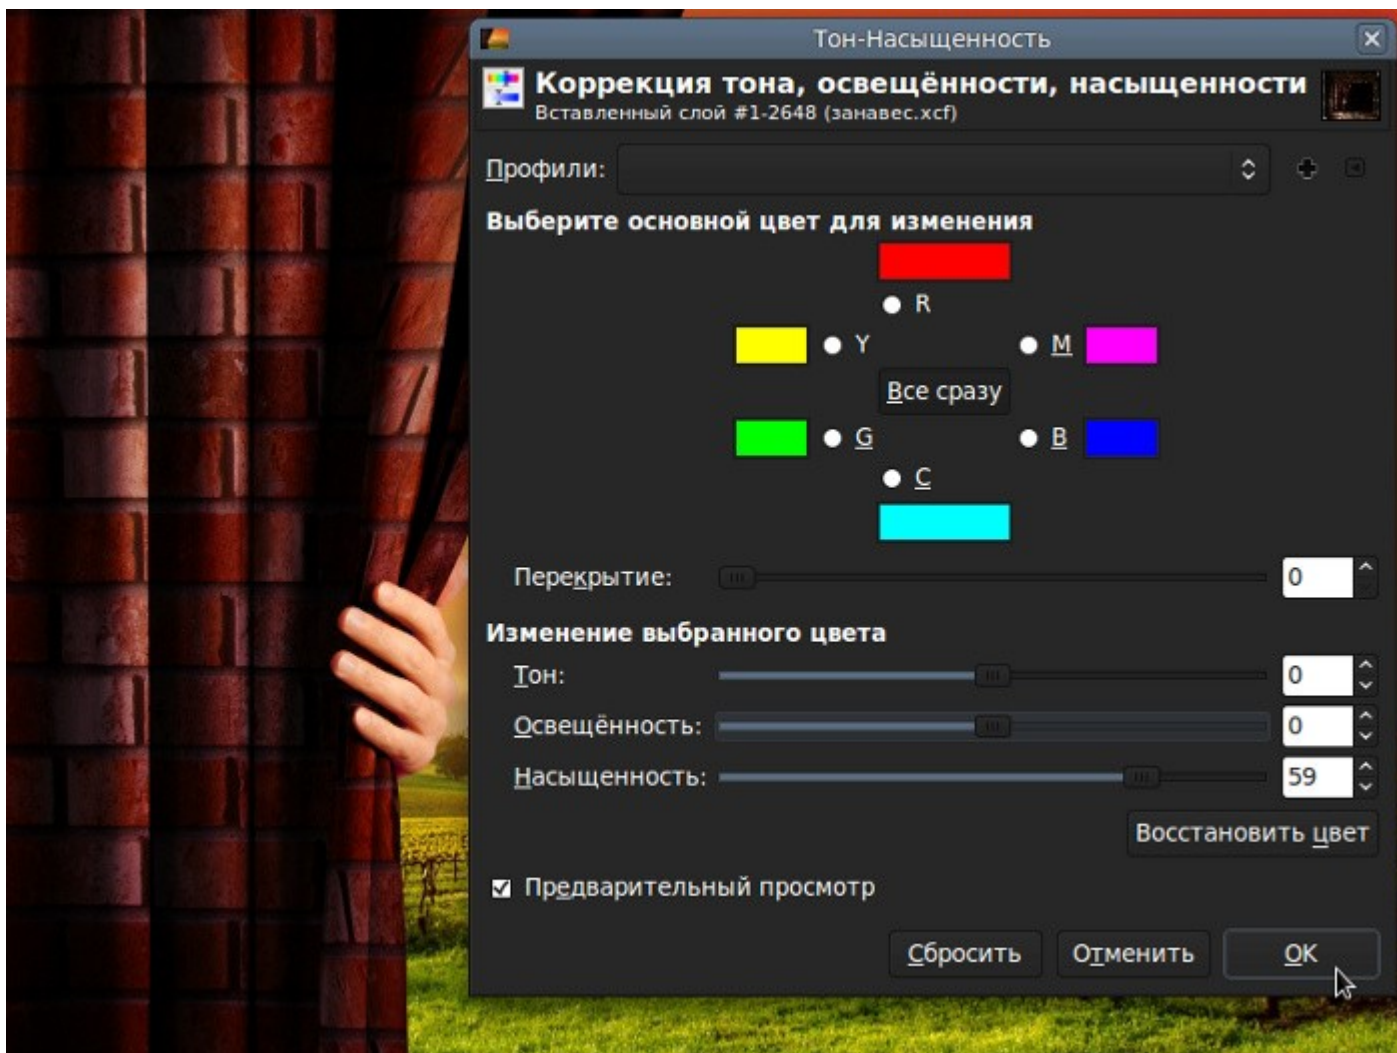 Тон-Насыщенность
Коррекция тона, освещённости, насыщенности
Вставленный слой #1-2648 (занавес.xcf)
Профили:
Выберите основной цвет для изменения
R
Y
M
Все сразу
G
B
C
Перекрытие:
0
Изменение выбранного цвета
Тон:
0
Освещённость:
0
Насыщенность:
59
Восстановить цвет
Предварительный просмотр
Сбросить
Отменить
OK